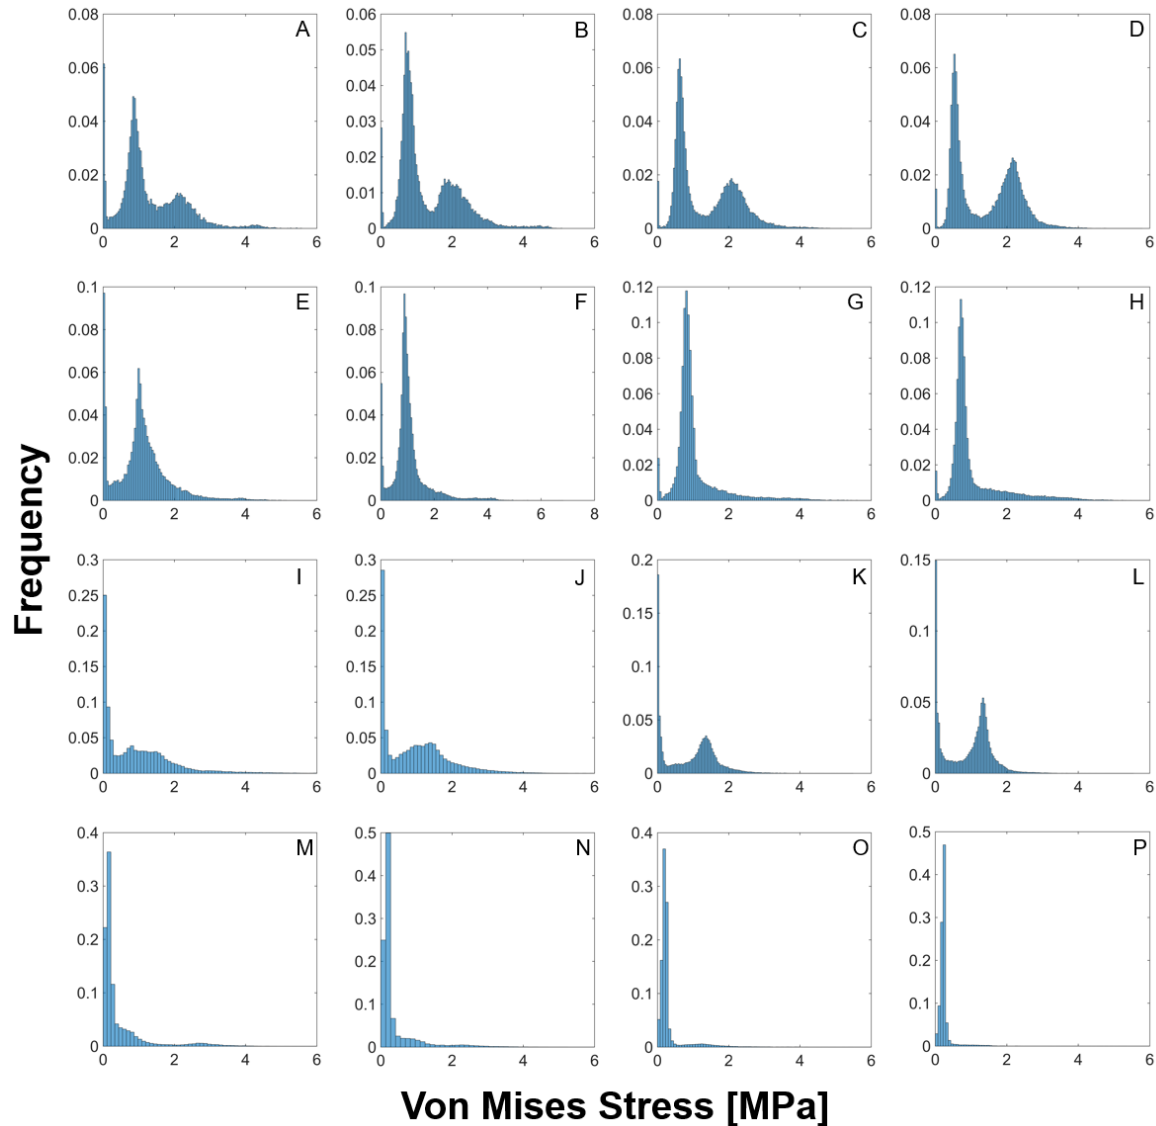 0.08 0.06 0.08 0.08
A B C D
0.05
0.06 0.06 0.06
0.04
0.04 0.03 0.04 0.04
0.02
0.02 0.02 0.02
0.01
0 0 0 0
0 2 4 6 0 2 4 6 0 2 4 6 0 2 4 6
0.1 0.1 0.12 0.12
E F G H
0.1 0.1
0.08 0.08
0.08 0.08
0.06 0.06
0.06 0.06
0.04 0.04
0.04 0.04
0.02 0.02 0.02 0.02
0 0 0 0
0 2 4 6 0 2 4 6 8 0 2 4 6 0 2 4 6
Frequency
0.3 0.3 0.2 0.15
I J K L
0.25 0.25
0.15
0.2 0.2 0.1
0.15 0.15 0.1
0.1 0.1 0.05
0.05
0.05 0.05
0 0 0 0
0 2 4 6 0 2 4 6 0 2 4 6 0 2 4 6
0.4 0.5 0.4 0.5
M N O P
0.4 0.4
0.3 0.3
0.3 0.3
0.2 0.2
0.2 0.2
0.1 0.1 0.1 0.1
0 0 0 0
0 2 4 6 0 2 4 6 0 2 4 6 0 2 4 6
Von Mises Stress [MPa]